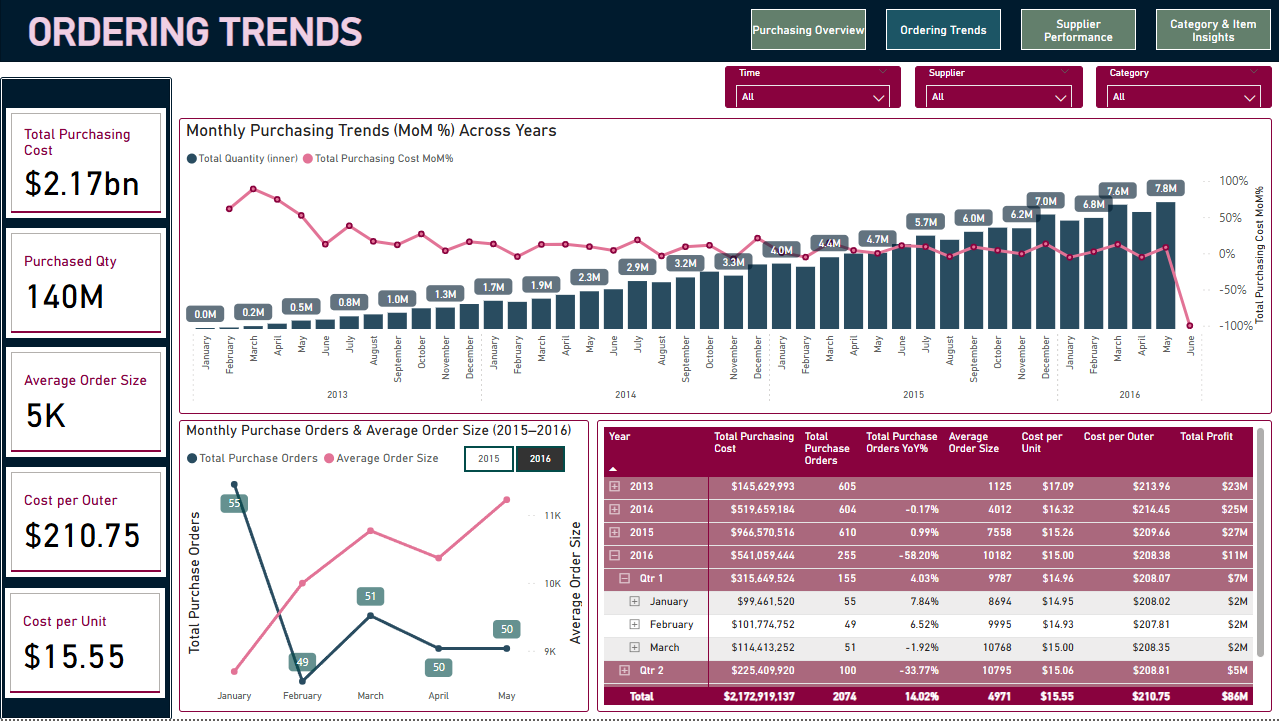 ORDERING TRENDS
Purchasing Overview
Ordering Trends
Supplier
Performance
Category & Item
Insights
Time
All
Supplier
All
Category
All
Total Purchasing
Cost
$2.17bn
Purchased Qty
140M
Average Order Size
5K
Cost per Outer
$210.75
Cost per Unit
$15.55
Monthly Purchasing Trends (MoM %) Across Years
Total Quantity (inner) Total Purchasing Cost MoM%
0.0M 0.2M 0.5M 0.8M 1.0M 1.3M 1.7M 1.9M 2.3M 2.9M 3.2M 3.3M 4.0M 4.4M 4.7M 5.7M 6.0M 6.2M 7.0M 6.8M 7.6M 7.8M
100%
50%
0%
-50%
-100%
Total Purchasing Cost MoM%
January February March April May June July August September October November December January February March April May June July August September October November December January February March April May June July August September October November December January February March April May June
2013 2014 2015 2016
Monthly Purchase Orders & Average Order Size (2015–2016)
Total Purchase Orders Average Order Size
2015 2016
Total Purchase Orders
55 49 51 50 50
11K
10K
9K
Average Order Size
January February March April May
Year Total Purchasing Cost Total Purchase Orders Total Purchase Orders YoY% Average Order Size Cost per Unit Cost per Outer Total Profit
2013 $145,629,993 605 1125 $17.09 $213.96 $23M
2014 $519,659,184 604 -0.17% 4012 $16.32 $214.45 $25M
2015 $966,570,516 610 0.99% 7558 $15.26 $209.66 $27M
2016 $541,059,444 255 -58.20% 10182 $15.00 $208.38 $11M
Qtr 1 $315,649,524 155 4.03% 9787 $14.96 $208.07 $7M
January $99,461,520 55 7.84% 8694 $14.95 $208.02 $2M
February $101,774,752 49 6.52% 9995 $14.93 $207.81 $2M
March $114,413,252 51 -1.92% 10768 $15.00 $208.35 $2M
Qtr 2 $225,409,920 100 -33.77% 10795 $15.06 $208.81 $5M
Total $2,172,919,137 2074 14.02% 4971 $15.55 $210.75 $86M